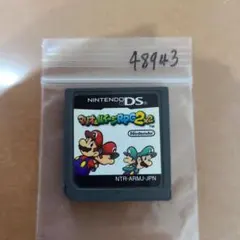 48943
NINTENDO DS
マリオ&ルイージRPG2x2
Nintendo
NTR-ARMJ-JPN